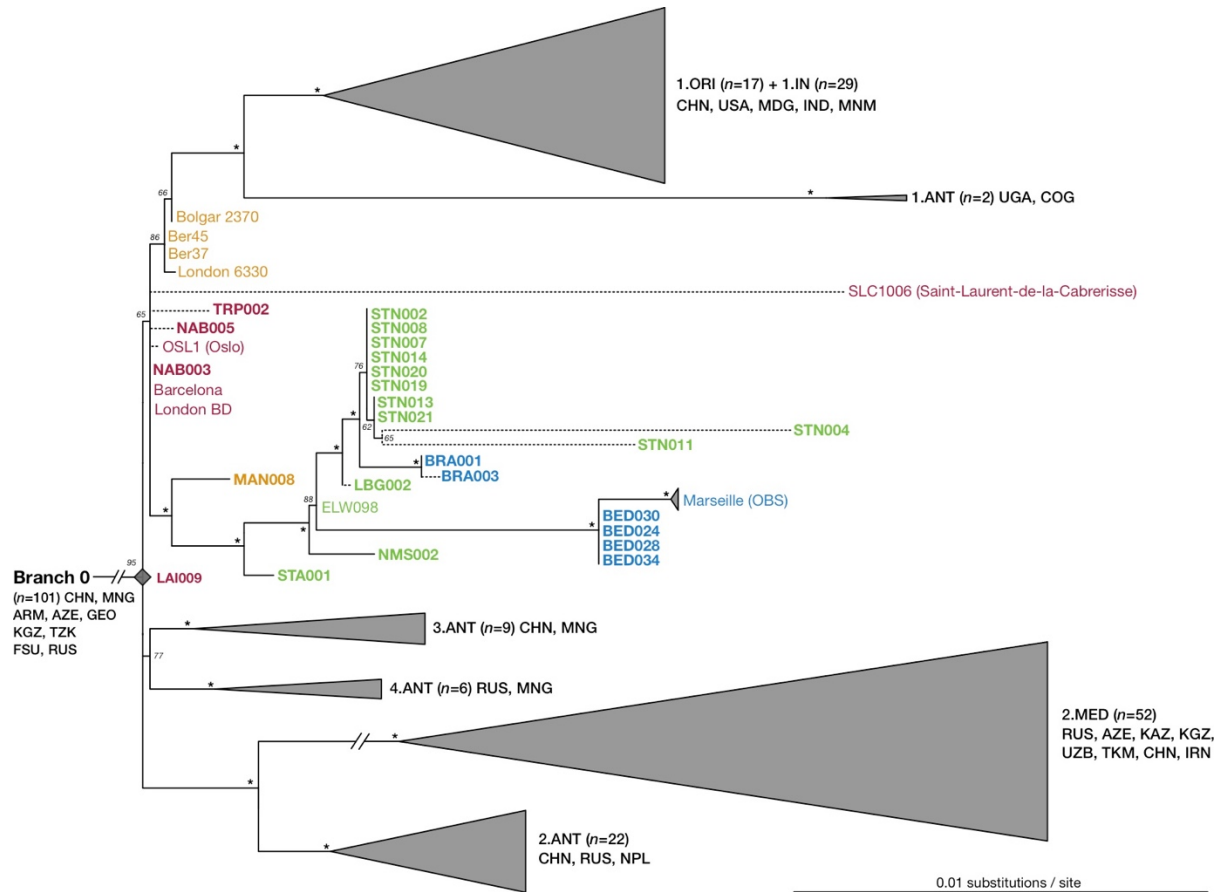 1.ORI (n=17) + 1.IN (n=29)
CHN, USA, MDG, IND, MNM
*
*
*
1.ANT (n=2) UGA, COG
66
Bolgar 2370
86
Ber45
Ber37
London 6330
SLC1006 (Saint-Laurent-de-la-Cabrerisse)
65
TRP002
NAB005
OSL1 (Oslo)
NAB003
Barcelona
London BD
STN002
STN008
STN007
76
STN014
STN020
STN019
STN013
STN021
*
62
65
STN004
STN011
*
*
BRA001
BRA003
MAN008
LBG002
*
Marseille (OBS)
88
ELW098
*
*
*
*
BED030
BED024
BED028
BED034
NMS002
STA001
95
Branch 0
LAI009
(n=101) CHN, MNG
ARM, AZE, GEO
KGZ, TZK
FSU, RUS
*
3.ANT (n=9) CHN, MNG
77
*
4.ANT (n=6) RUS, MNG
*
2.MED (n=52)
RUS, AZE, KAZ, KGZ,
UZB, TKM, CHN, IRN
*
*
2.ANT (n=22)
CHN, RUS, NPL
0.01 substitutions / site